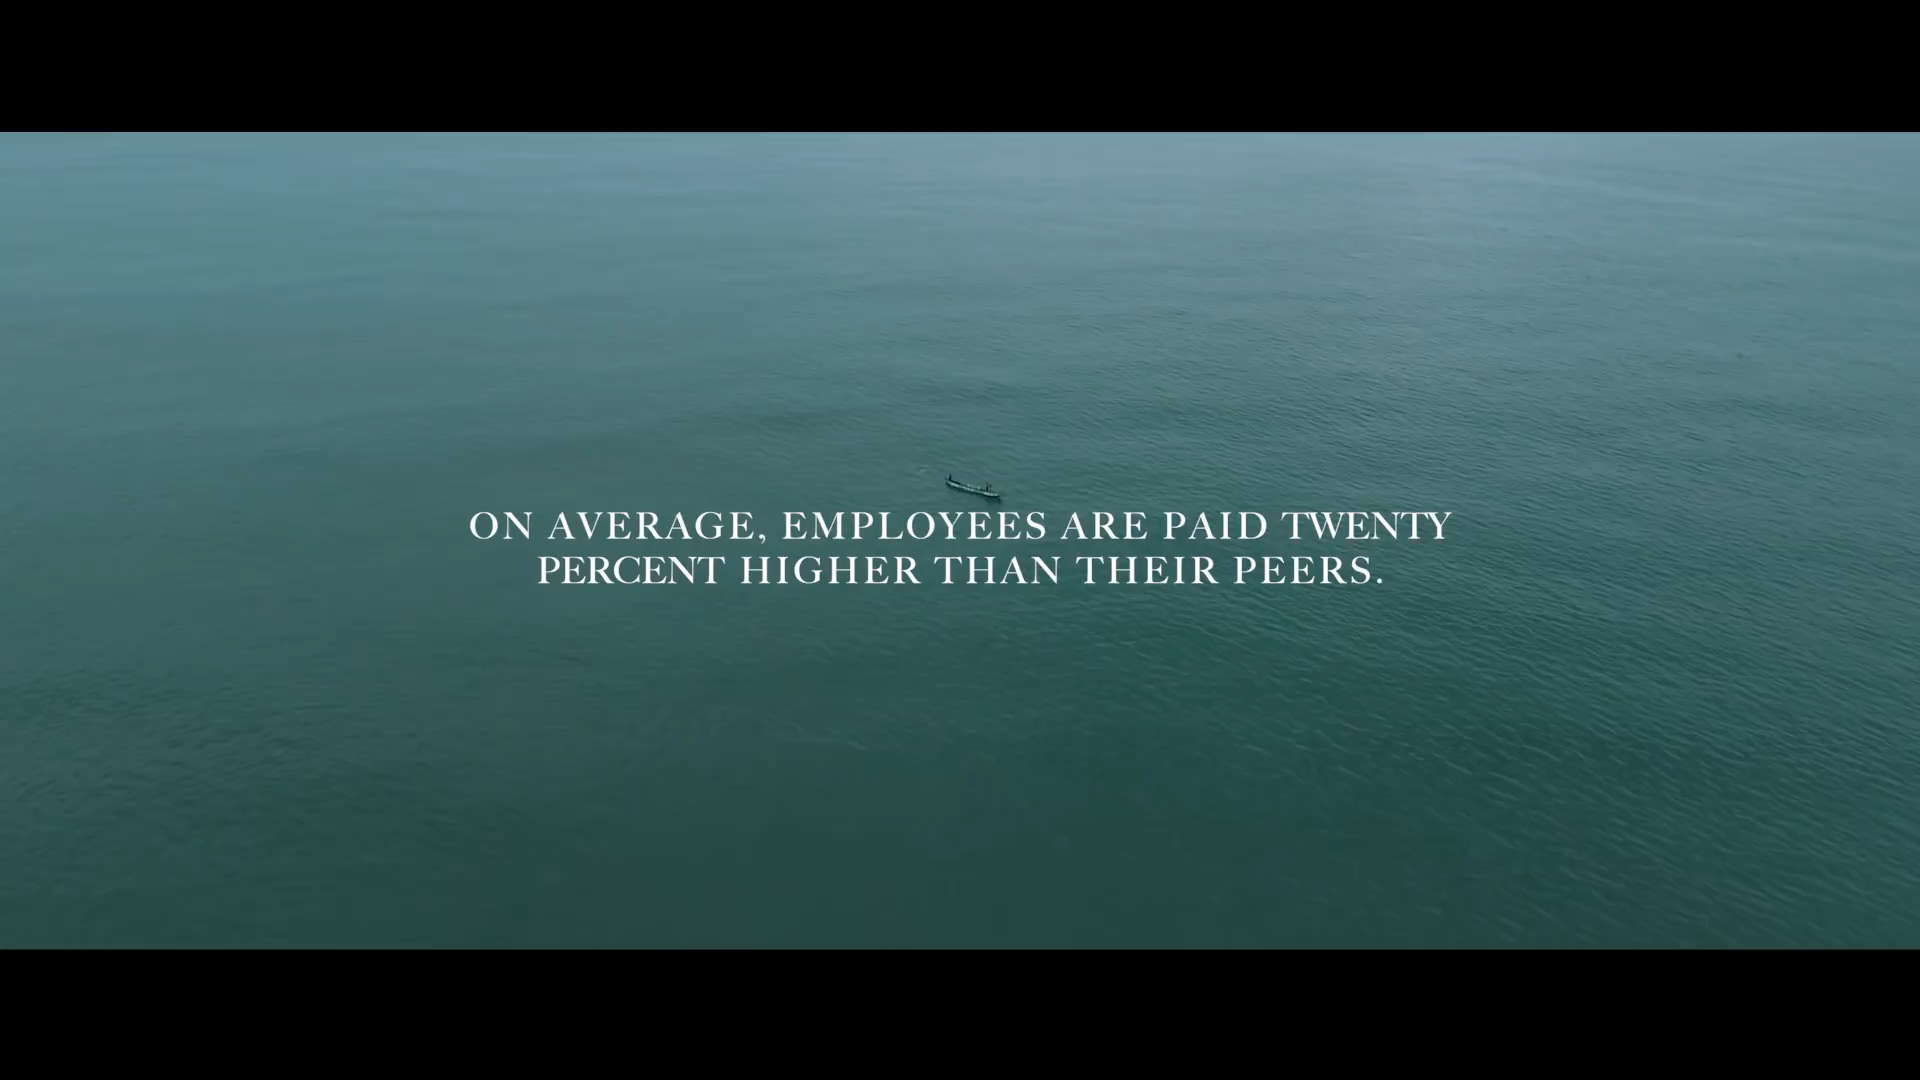 ON AVERAGE, EMPLOYEES ARE PAID TWENTY
PERCENT HIGHER THAN THEIR PEERS.